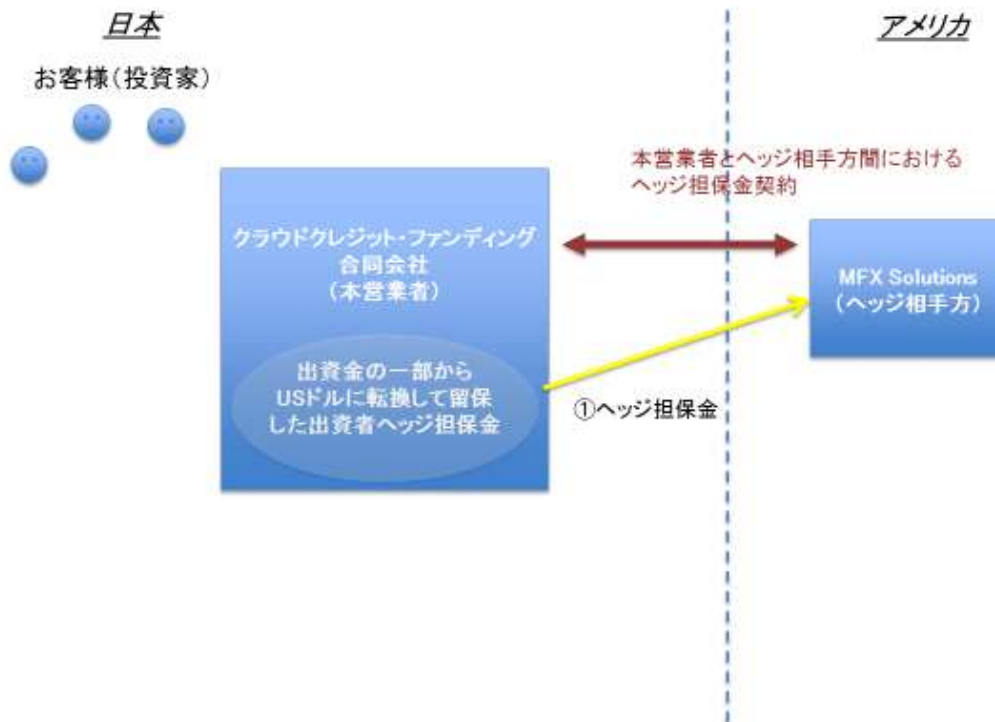 日本
アメリカ
お客様（投資家）
本営業者とヘッジ相手方間における
ヘッジ担保金契約
クラウドクレジット・ファンディング
合同会社
（本営業者）
MFX Solutions
（ヘッジ相手方）
出資金の一部から
USドルに転換して留保
した出資者ヘッジ担保金
①ヘッジ担保金